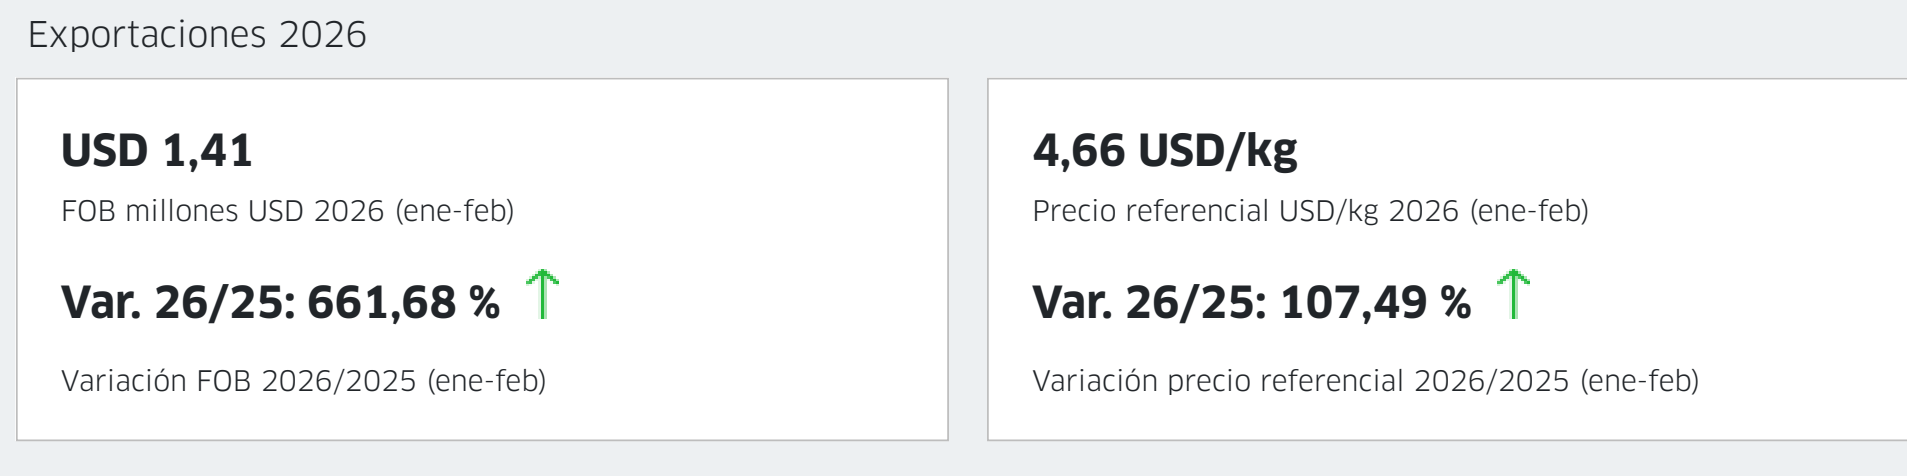 Exportaciones 2026
USD 1,41
FOB millones USD 2026 (ene-feb)
Var. 26/25: 661,68 %
Variación FOB 2026/2025 (ene-feb)
4,66 USD/kg
Precio referencial USD/kg 2026 (ene-feb)
Var. 26/25: 107,49 %
Variación precio referencial 2026/2025 (ene-feb)